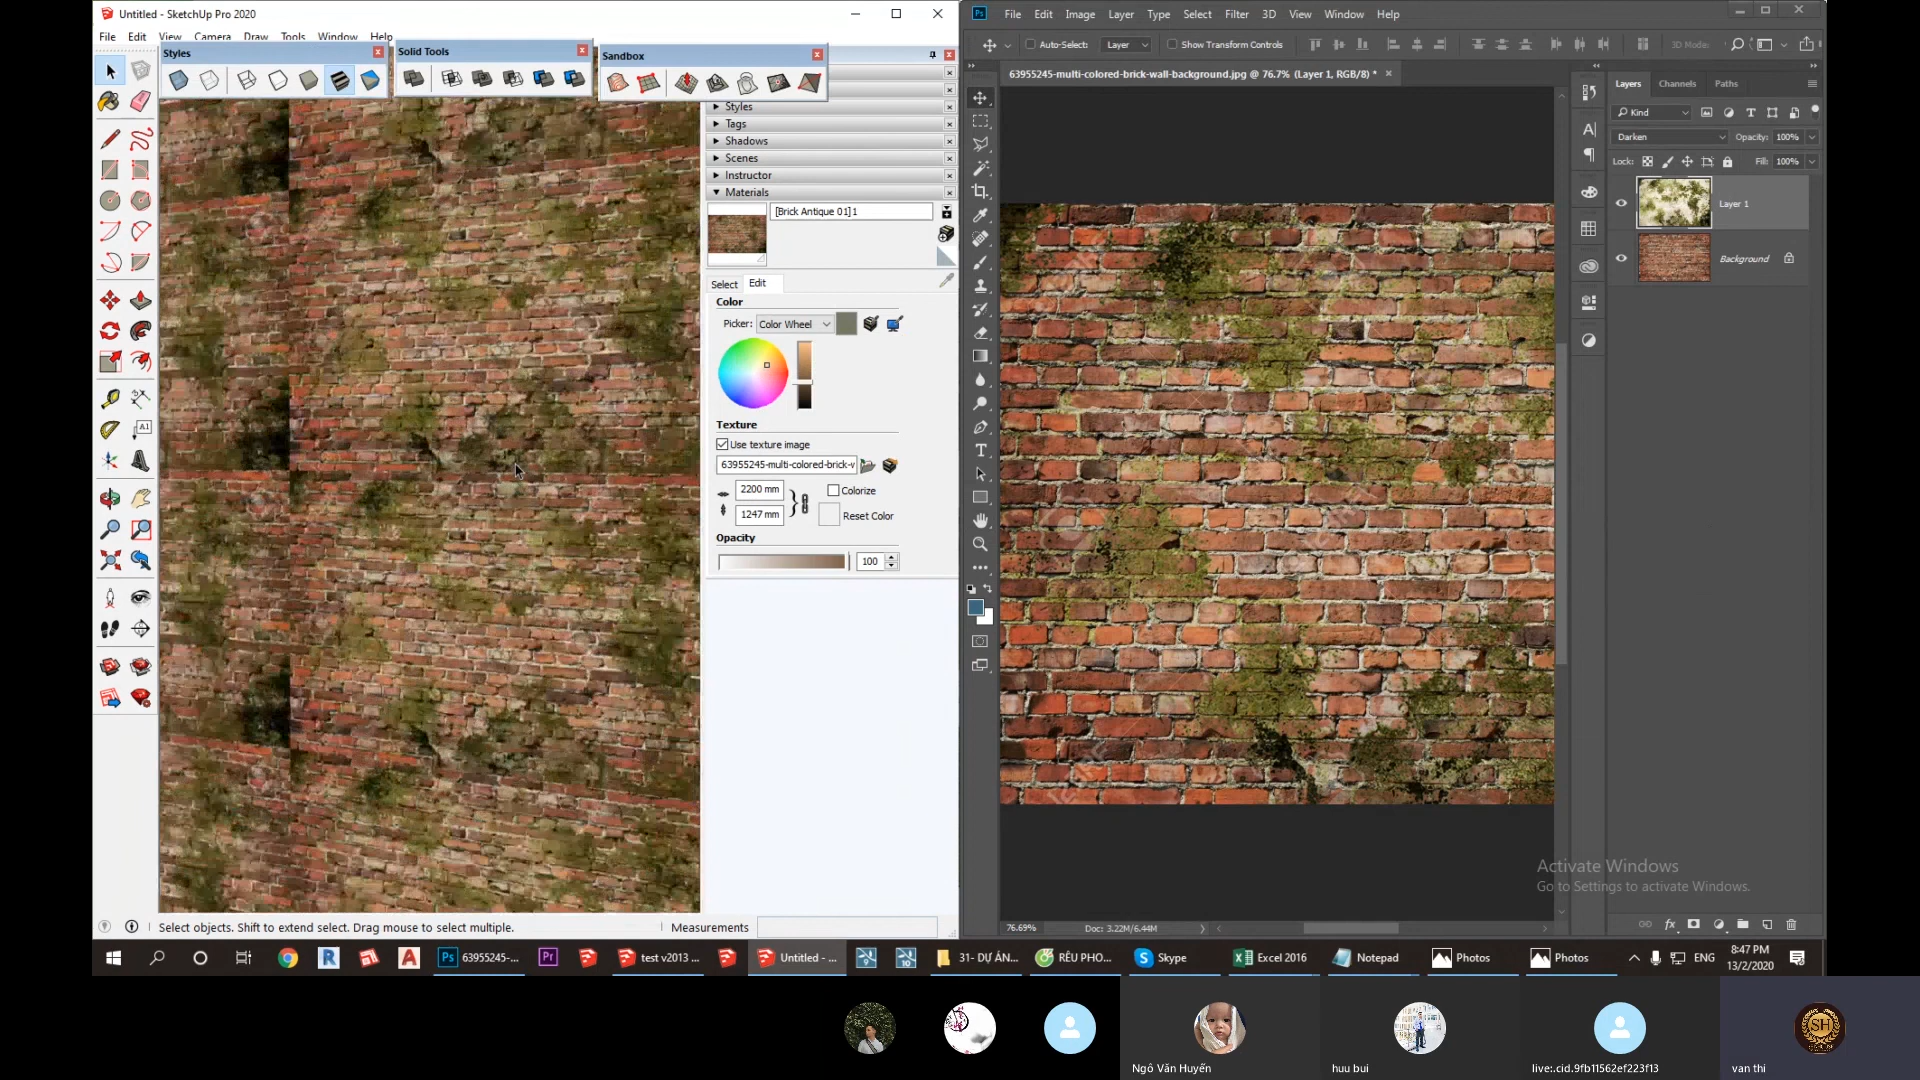 Untitled - SketchUp Pro 2020
File Edit View Camera Draw Tools Window Help
Styles
Solid Tools
Sandbox
Styles
Tags
Shadows
Scenes
Instructor
Materials
[Brick Antique 01]1
Select Edit
Color
Picker: Color Wheel
Texture
Use texture image
63955245-multi-colored-brick-v
2200 mm
Colorize
1247 mm
Reset Color
Opacity
100
A1
Select objects. Shift to extend select. Drag mouse to select multiple.
Measurements
Ps File Edit Image Layer Type Select Filter 3D View Window Help
Auto-Select: Layer Show Transform Controls 3D Mode:
63955245-multi-colored-brick-wall-background.jpg @ 76.7% (Layer 1, RGB/8) *
Layers Channels Paths
Kind
Darken Opacity: 100%
Lock: Fill: 100%
Layer 1
Background
Activate Windows
Go to Settings to activate Windows.
76.69% Doc: 3.22M/6.44M
63955245-...
test v2013 ...
Untitled - ...
31- DỰ ÁN...
RÊU PHO...
Skype
Excel 2016
Notepad
Photos
Photos
ENG
8:47 PM
13/2/2020
Ngô Văn Huyến
huu bui
live:.cid.9fb11562ef223f13
van thi
SH